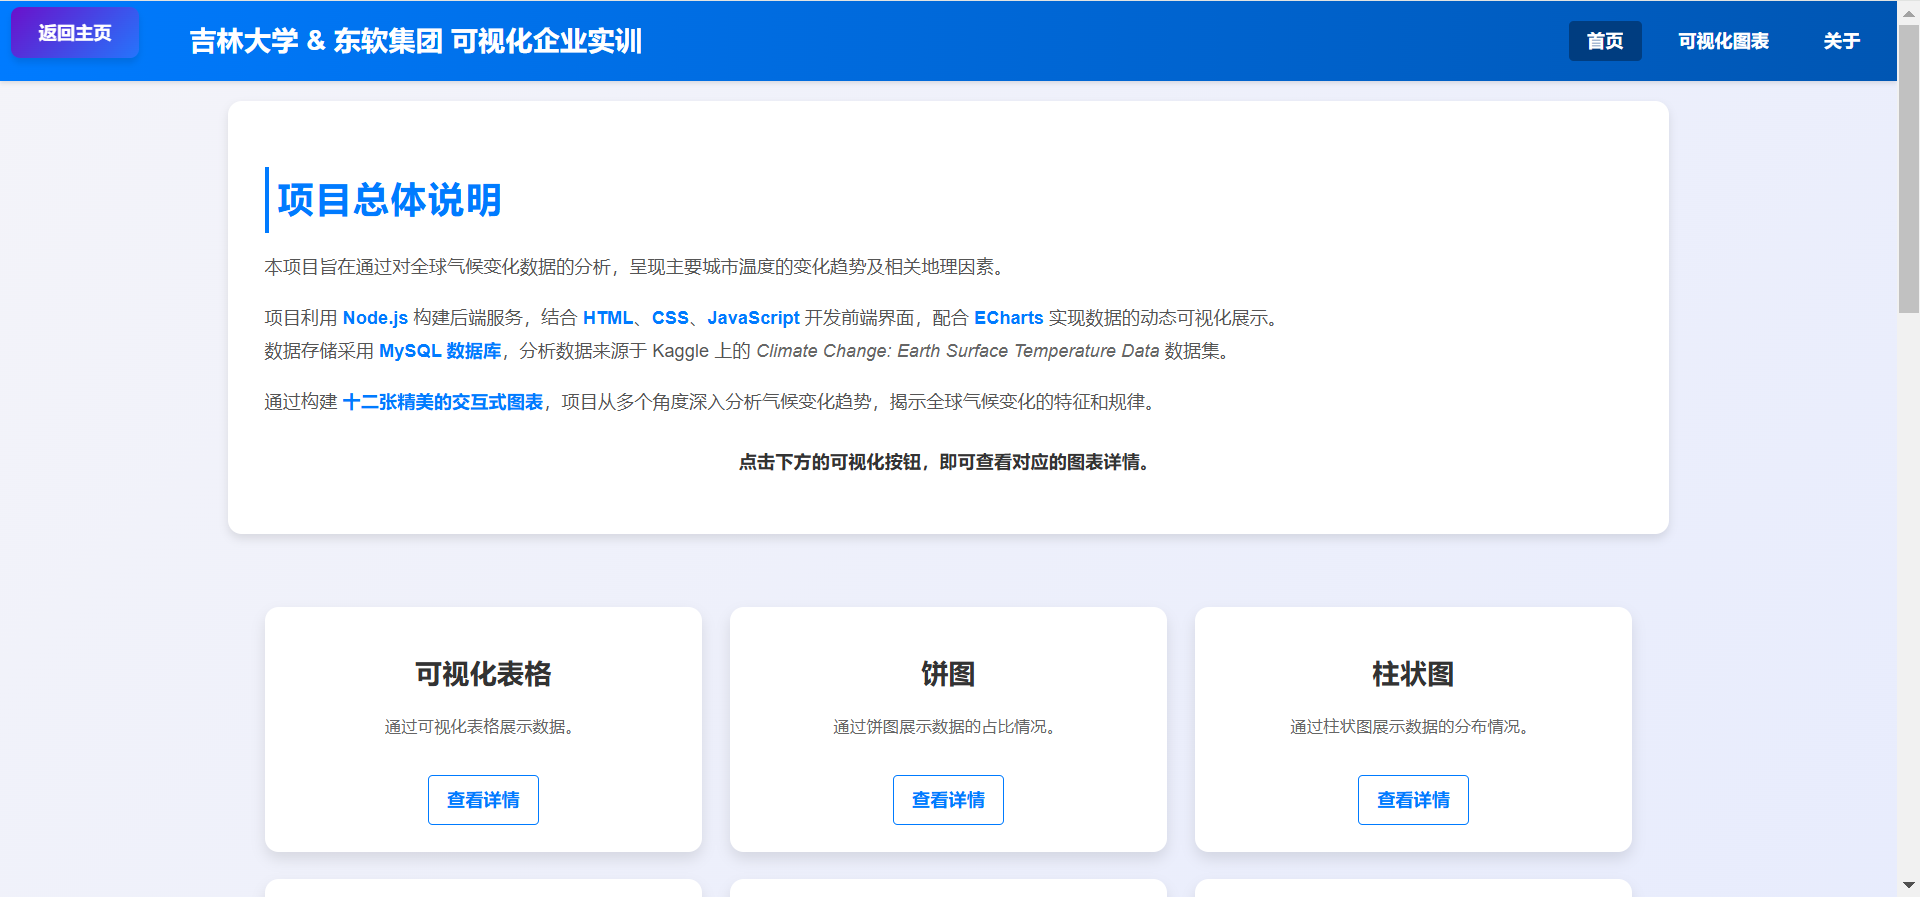 返回主页
吉林大学 & 东软集团 可视化企业实训
首页
可视化图表
关于
项目总体说明
本项目旨在通过对全球气候变化数据的分析，呈现主要城市温度的变化趋势及相关地理因素。
项目利用 Node.js 构建后端服务，结合 HTML、CSS、JavaScript 开发前端界面，配合 ECharts 实现数据的动态可视化展示。
数据存储采用 MySQL 数据库，分析数据来源于 Kaggle 上的 Climate Change: Earth Surface Temperature Data 数据集。
通过构建 十二张精美的交互式图表，项目从多个角度深入分析气候变化趋势，揭示全球气候变化的特征和规律。
点击下方的可视化按钮，即可查看对应的图表详情。
可视化表格
通过可视化表格展示数据。
查看详情
饼图
通过饼图展示数据的占比情况。
查看详情
柱状图
通过柱状图展示数据的分布情况。
查看详情